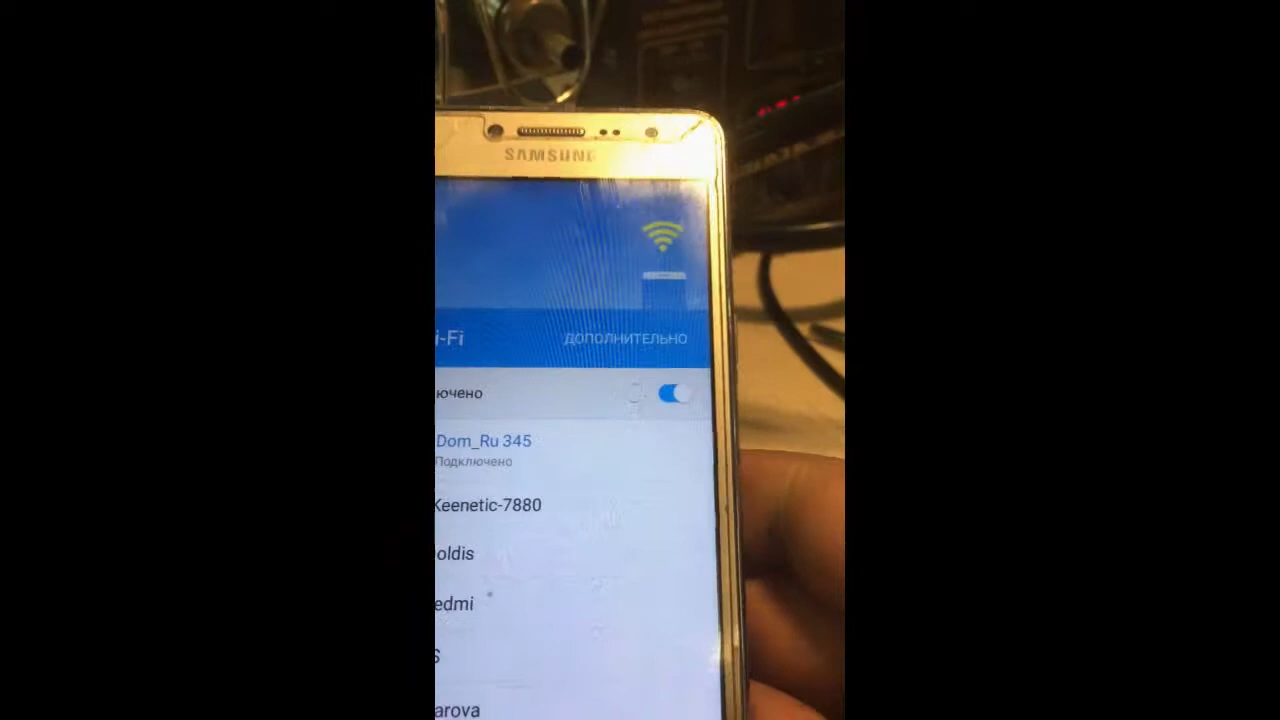 SAMSUNG
i-Fi ДОПОЛНИТЕЛЬНО
ючено
Dom_Ru 345
Подключено
Keenetic-7880
oldis
edmi
S
arova